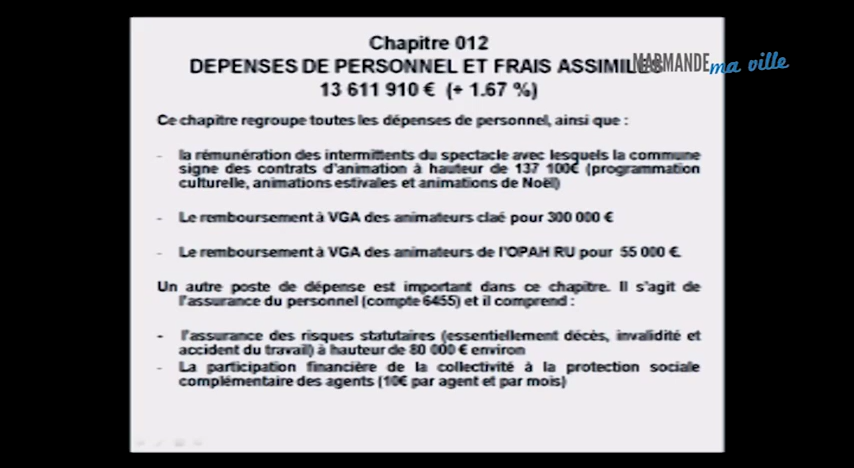 Chapitre 012
DEPENSES DE PERSONNEL ET FRAIS ASSIMILES
MARMANDE ma ville
13 611 910 € (+ 1.67 %)
Ce chapitre regroupe toutes les dépenses de personnel, ainsi que :
- la rémunération des intermittents du spectacle avec lesquels la commune
signe des contrats d'animation à hauteur de 137 100€ (programmation
culturelle, animations estivales et animations de Noël)
- Le remboursement à VGA des animateurs claé pour 300 000 €
- Le remboursement à VGA des animateurs de l'OPAH RU pour 55 000 €.
Un autre poste de dépense est important dans ce chapitre. Il s'agit de
l'assurance du personnel (compte 6455) et il comprend :
- l'assurance des risques statutaires (essentiellement décès, invalidité et
accident du travail) à hauteur de 80 000 € environ
- La participation financière de la collectivité à la protection sociale
complémentaire des agents (10€ par agent et par mois)